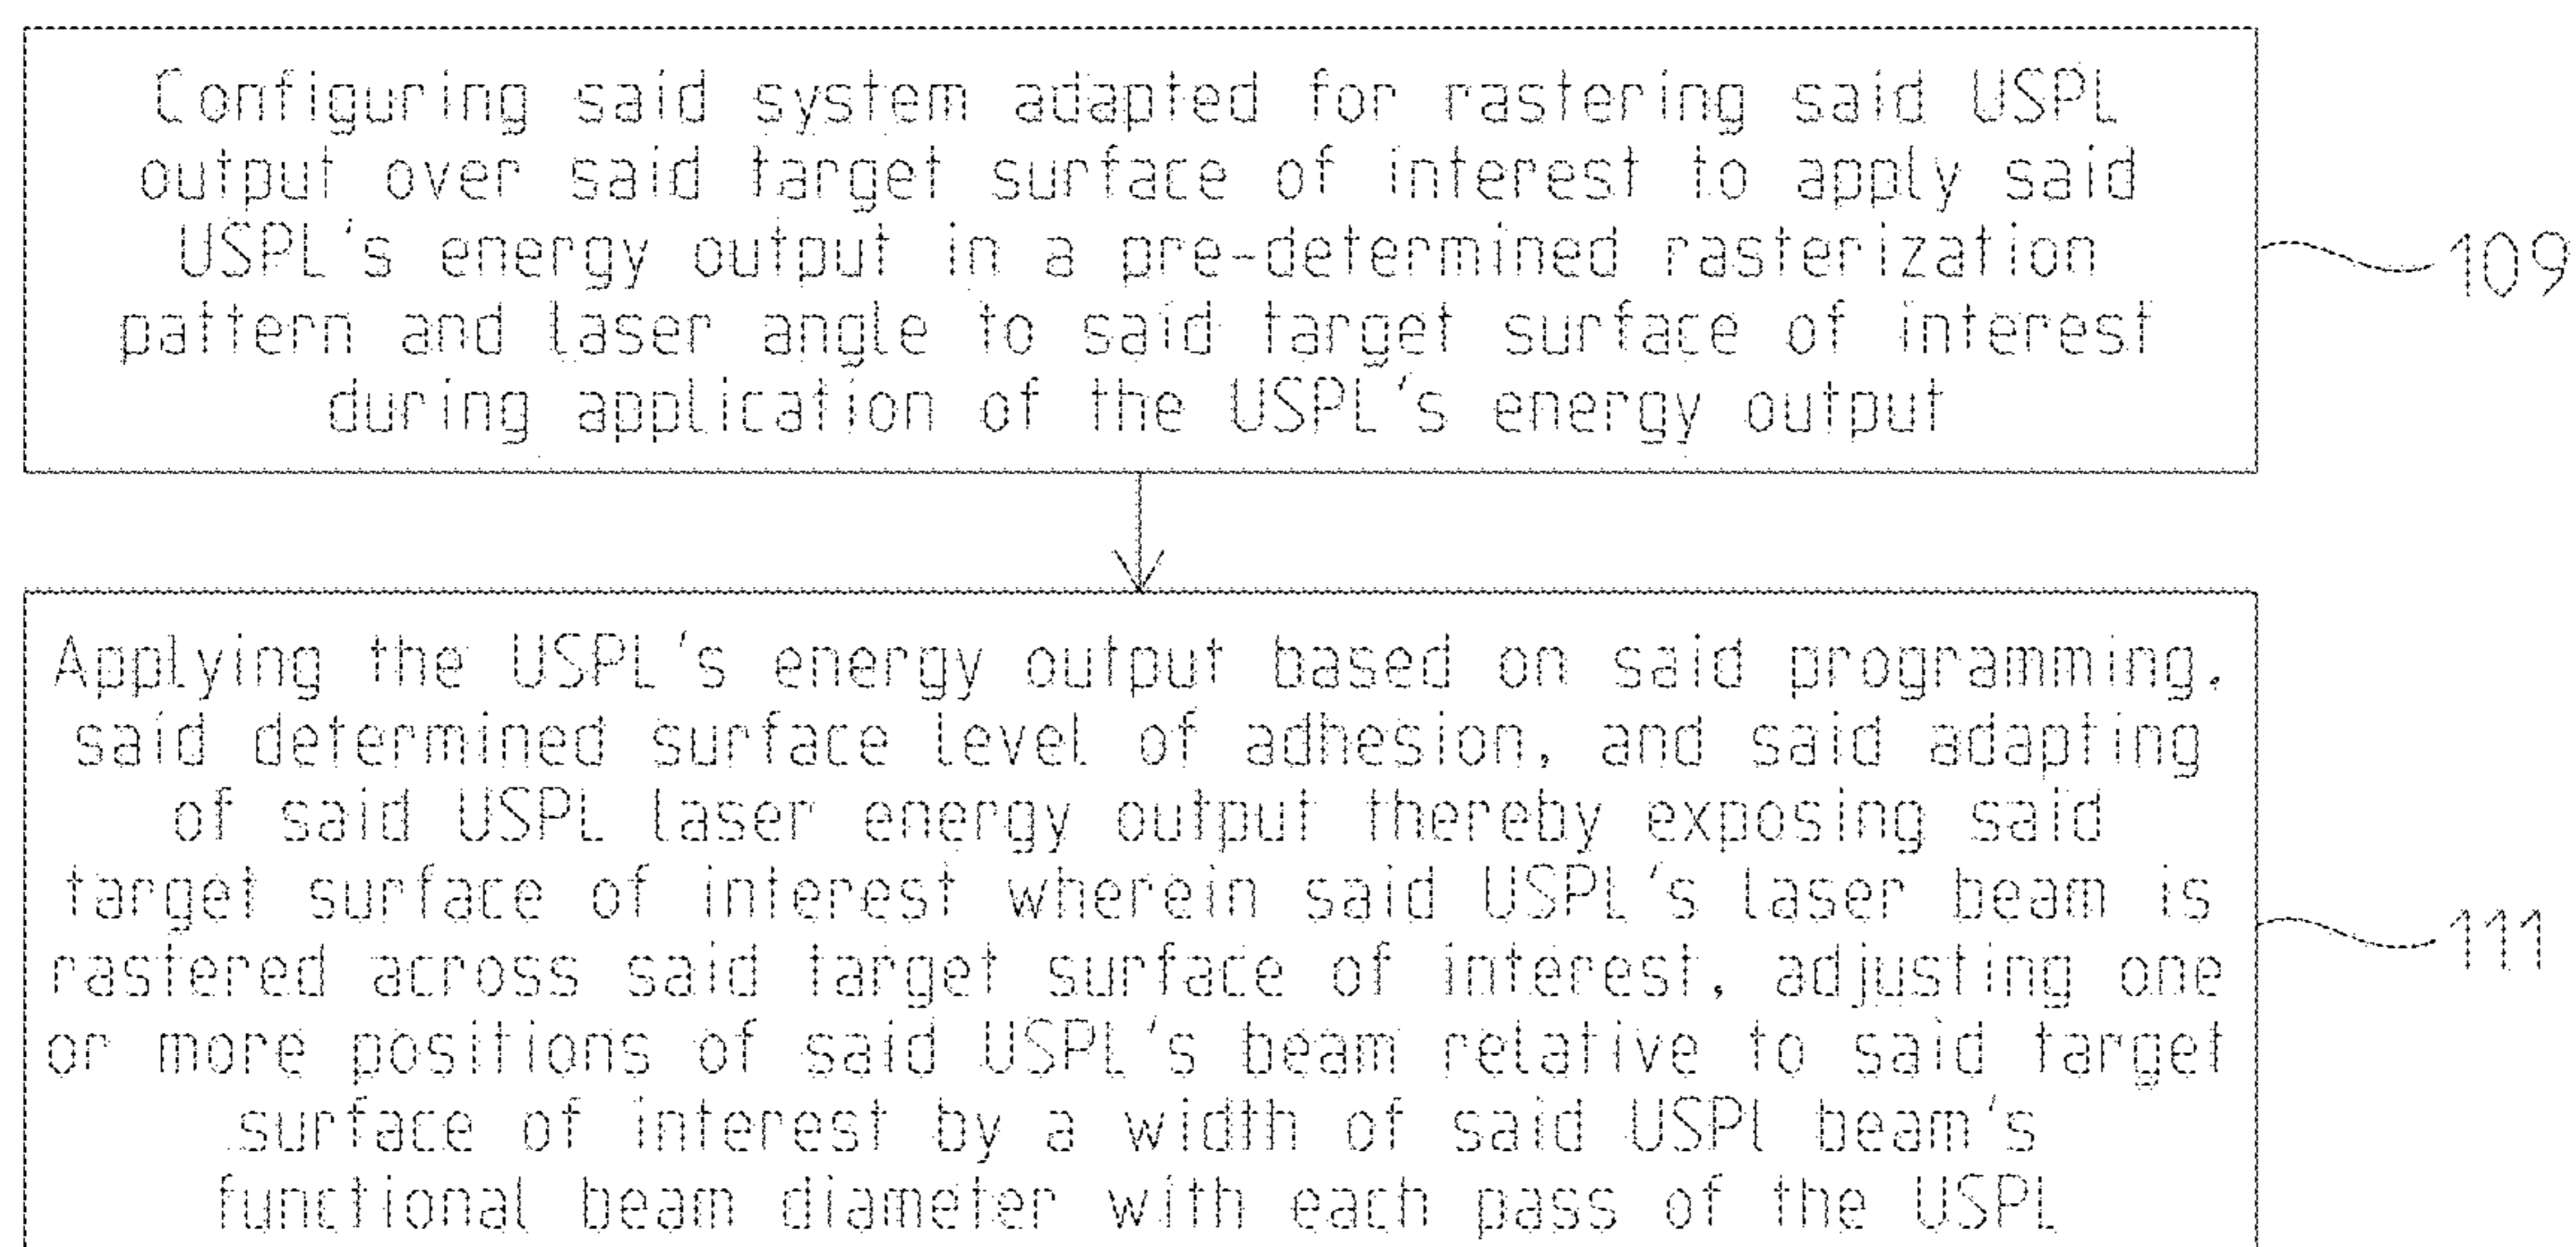 Configuring said system adapted for rastering said USPL
output over said target surface of interest to apply said
USPL's energy output in a pre-determined rasterization
pattern and laser angle to said target surface of interest
during application of the USPL's energy output
109
Applying the USPL's energy output based on said programming,
said determined surface level of adhesion, and said adapting
of said USPL laser energy output thereby exposing said
target surface of interest wherein said USPL's laser beam is
rastered across said target surface of interest, adjusting one
or more positions of said USPL's beam relative to said target
surface of interest by a width of said USPL beam's
functional beam diameter with each pass of the USPL
111